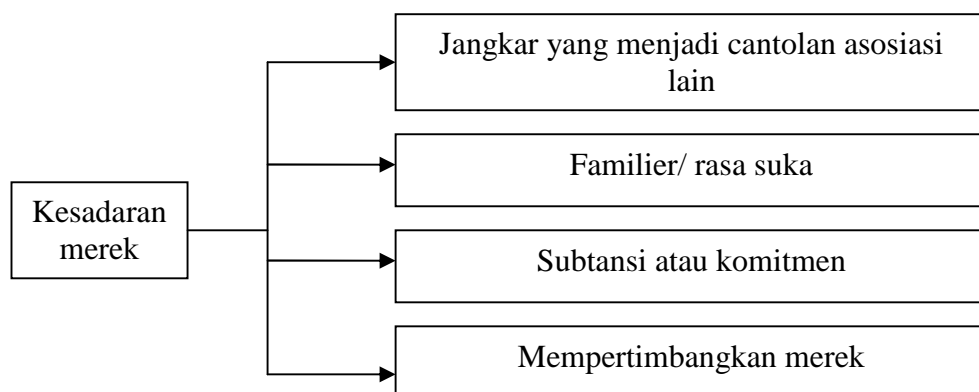 Jangkar yang menjadi cantolan asosiasi
lain
Familier/ rasa suka
Kesadaran
merek
Subtansi atau komitmen
Mempertimbangkan merek